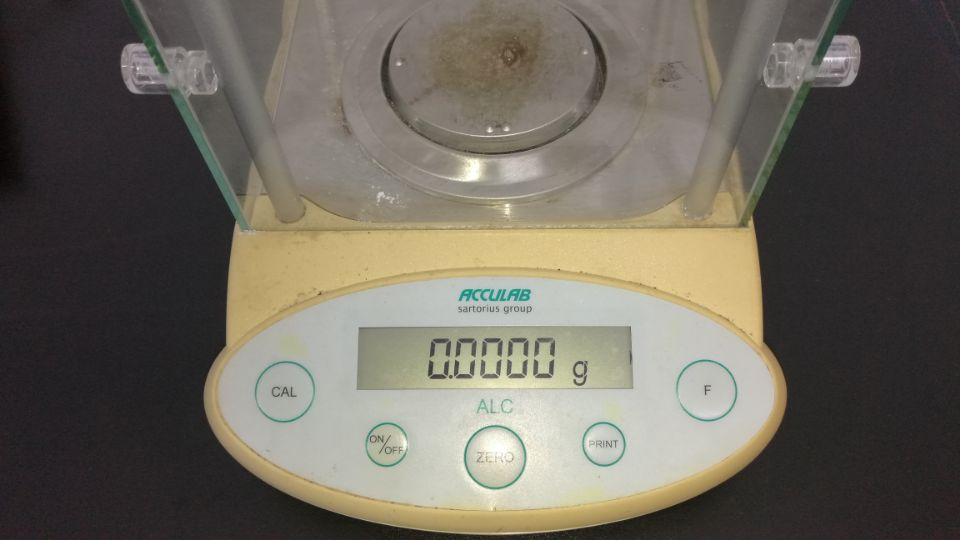 ACCULAB
sartorius group
0.0000 g
CAL
F
ALC
ON/OFF
ZERO
PRINT